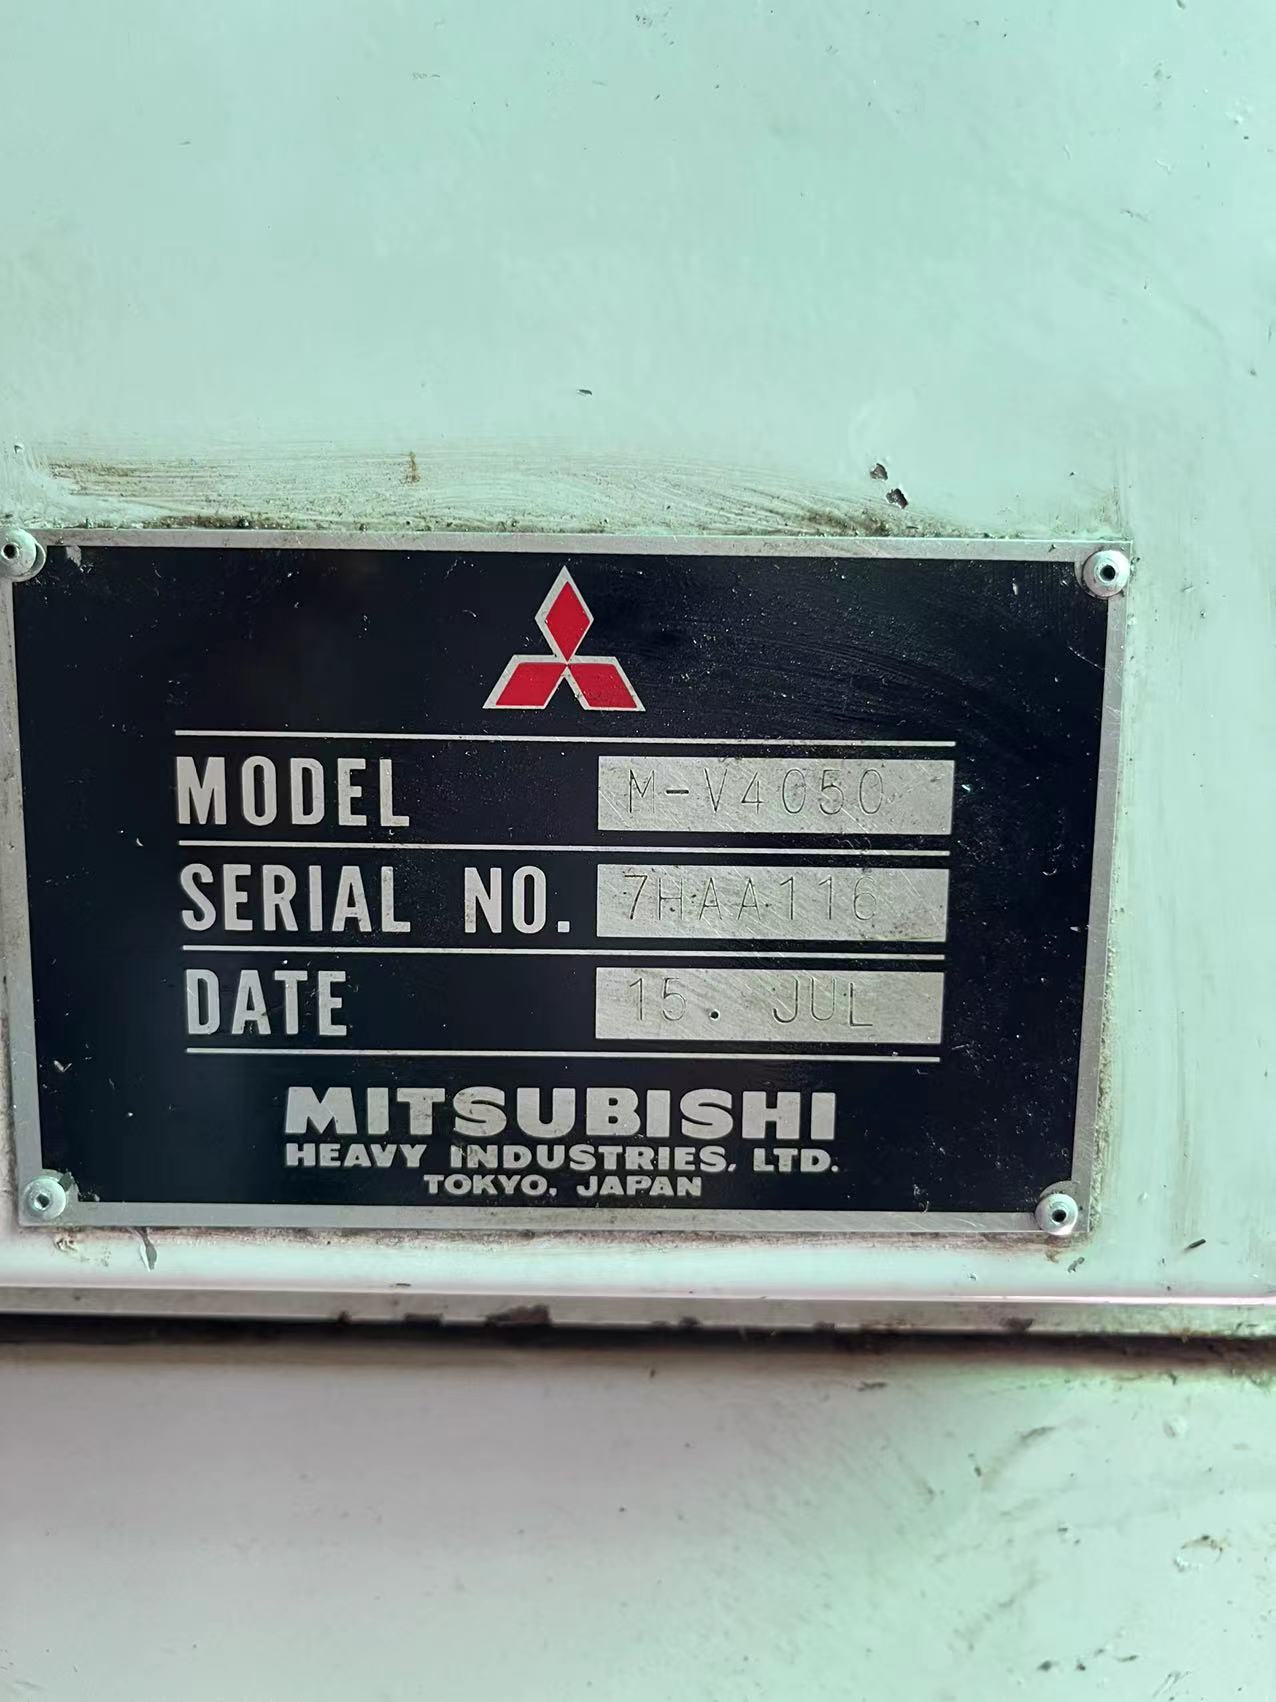 MODEL M-V4050
SERIAL NO. 7HAA116
DATE 15. JUL
MITSUBISHI
HEAVY INDUSTRIES, LTD.
TOKYO, JAPAN